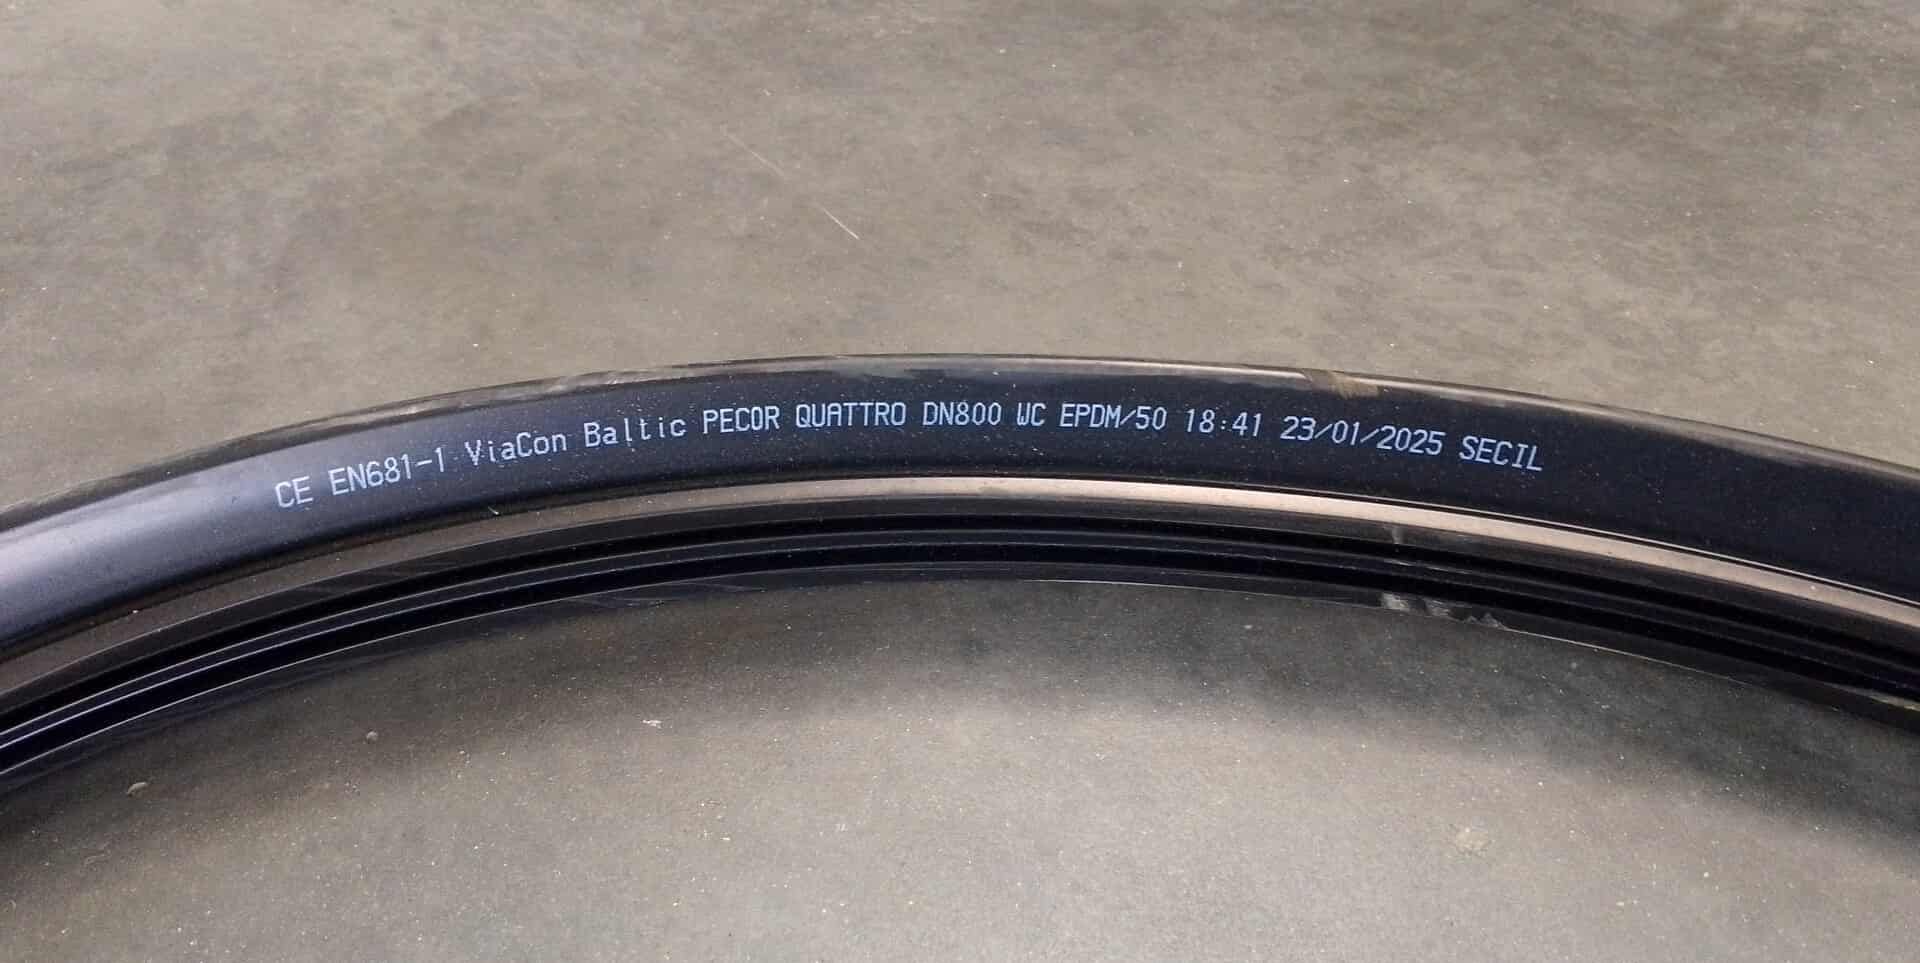 CE EN681-1 ViaCon Baltic PECOR QUATTRO DN800 WC EPDM/50 18:41 23/01/2025 SECIL